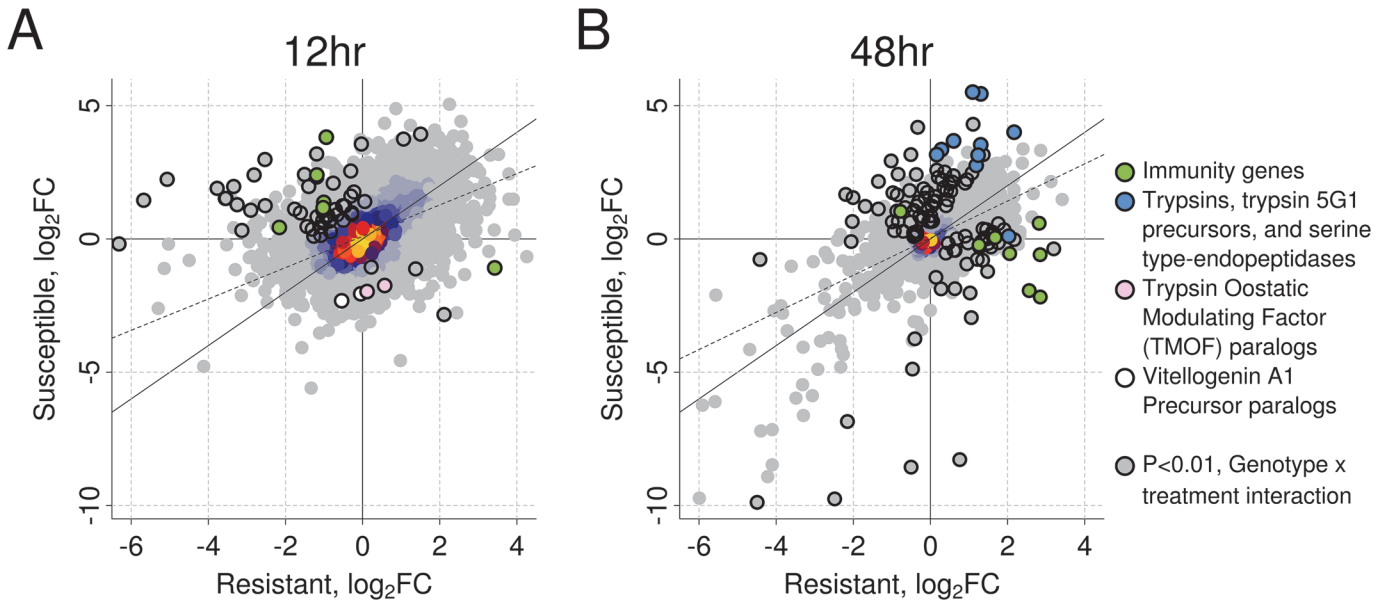 A
12hr
5
0
-5
-10
Susceptible, log₂FC
-6 -4 -2 0 2 4
Resistant, log₂FC
B
48hr
5
0
-5
-10
Susceptible, log₂FC
-6 -4 -2 0 2 4
Resistant, log₂FC
Immunity genes
Trypsins, trypsin 5G1
precursors, and serine
type-endopeptidases
Trypsin Oostatic
Modulating Factor
(TMOF) paralogs
Vitellogenin A1
Precursor paralogs
P<0.01, Genotype x
treatment interaction